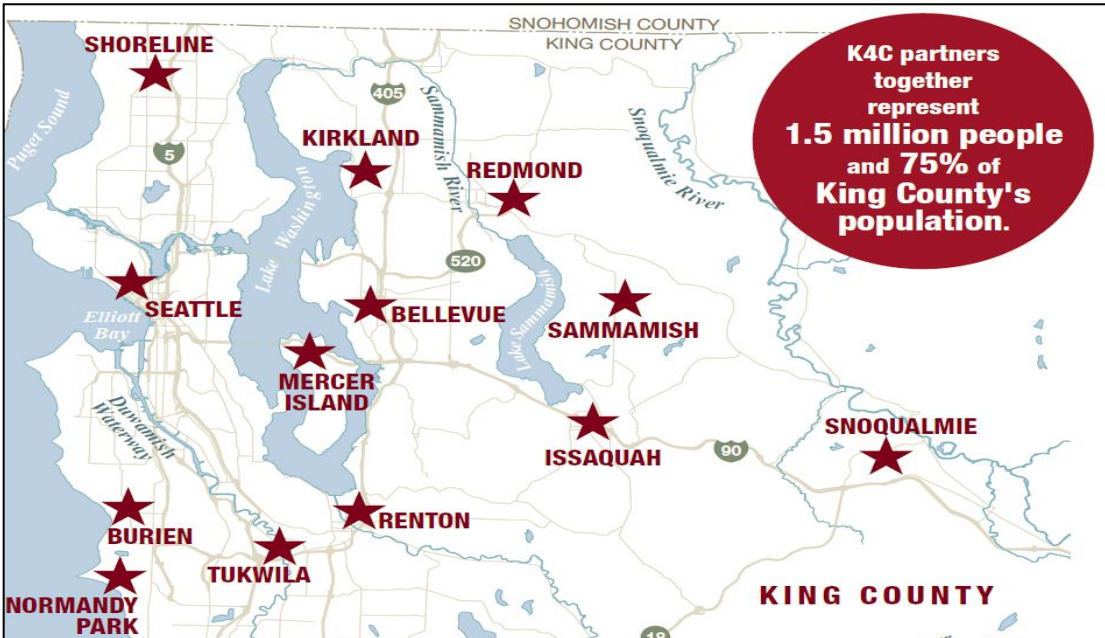 SNOHOMISH COUNTY
KING COUNTY
K4C partners
together
represent
1.5 million people
and 75% of
King County's
population.
SHORELINE
Puget Sound
5
405
Sammamish River
Snoqualmie River
KIRKLAND
REDMOND
Lake Washington
520
SEATTLE
Elliott
Bay
BELLEVUE
Lake Sammamish
SAMMAMISH
MERCER
ISLAND
Duwamish
Waterway
ISSAQUAH
90
SNOQUALMIE
BURIEN
RENTON
TUKWILA
NORMANDY
PARK
KING COUNTY
18